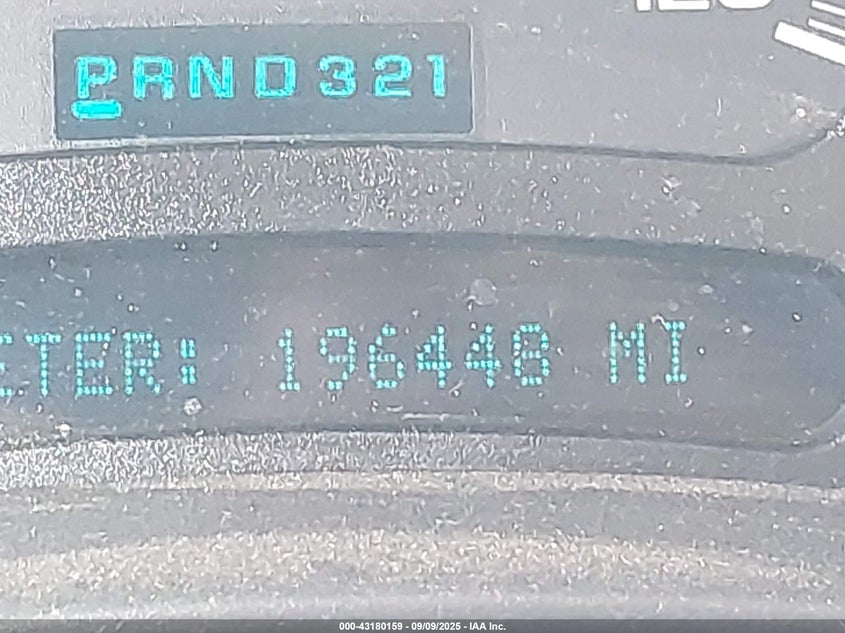 PRND321
ETER: 196448 MI
000-43180159 - 09/09/2025 - IAA Inc.